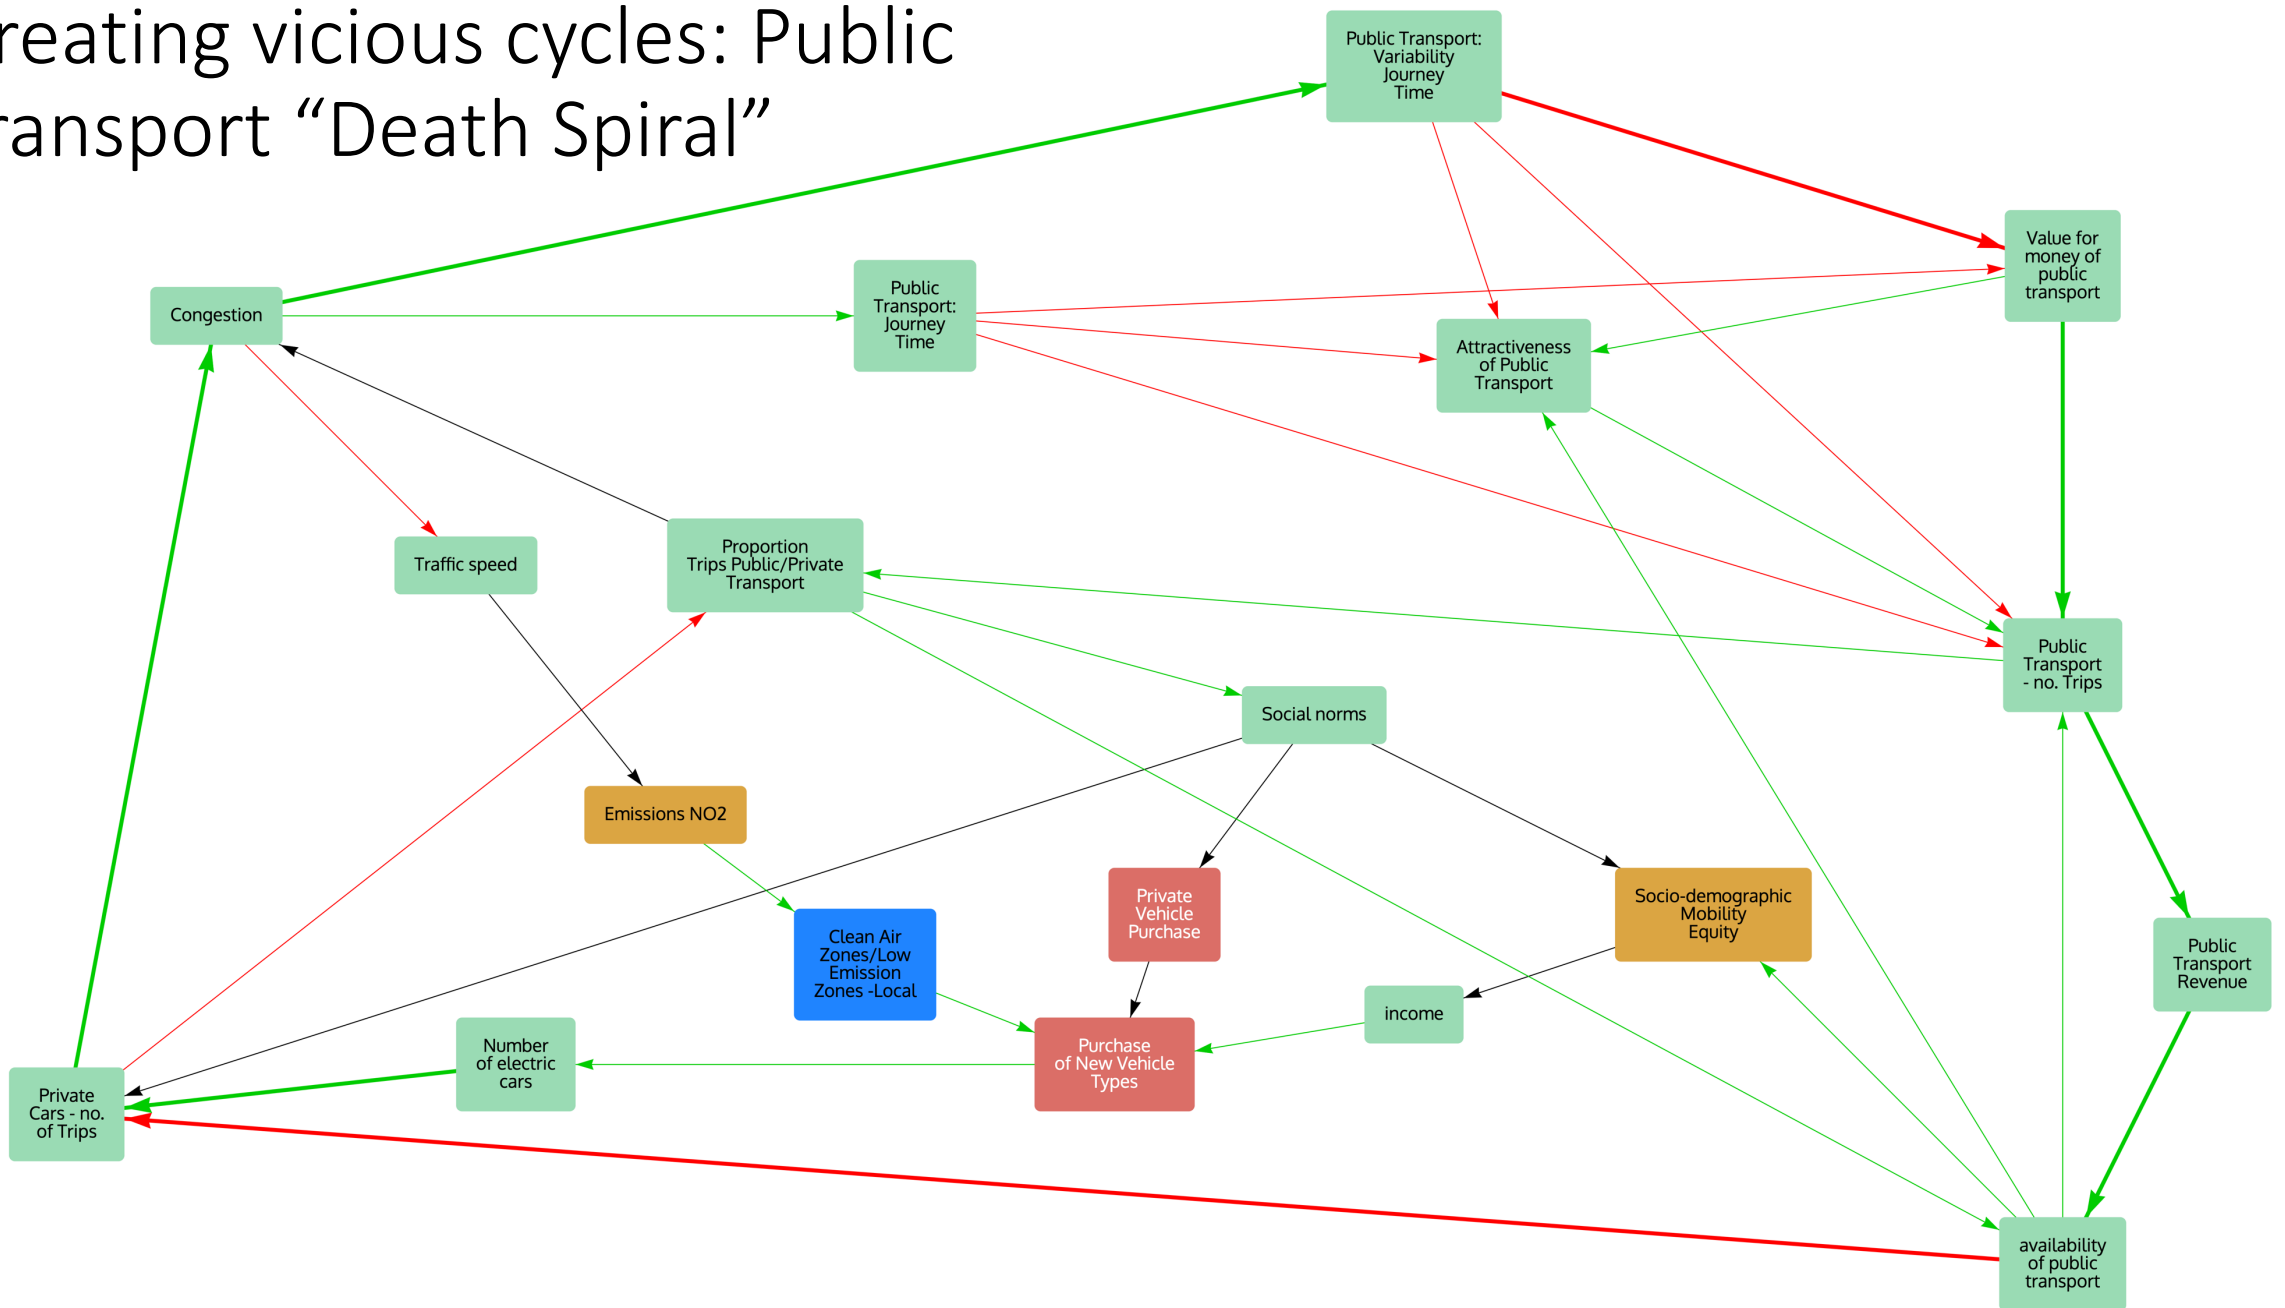 reating vicious cycles: Public
ransport “Death Spiral”
Public Transport:
Variability
Journey
Time
Value for
money of
public
transport
Public
Transport:
Journey
Time
Congestion
Attractiveness
of Public
Transport
Traffic speed
Proportion
Trips Public/Private
Transport
Public
Transport
- no. Trips
Social norms
Emissions NO2
Private
Vehicle
Purchase
Socio-demographic
Mobility
Equity
Clean Air
Zones/Low
Emission
Zones -Local
Public
Transport
Revenue
income
Number
of electric
cars
Purchase
of New Vehicle
Types
Private
Cars - no.
of Trips
availability
of public
transport